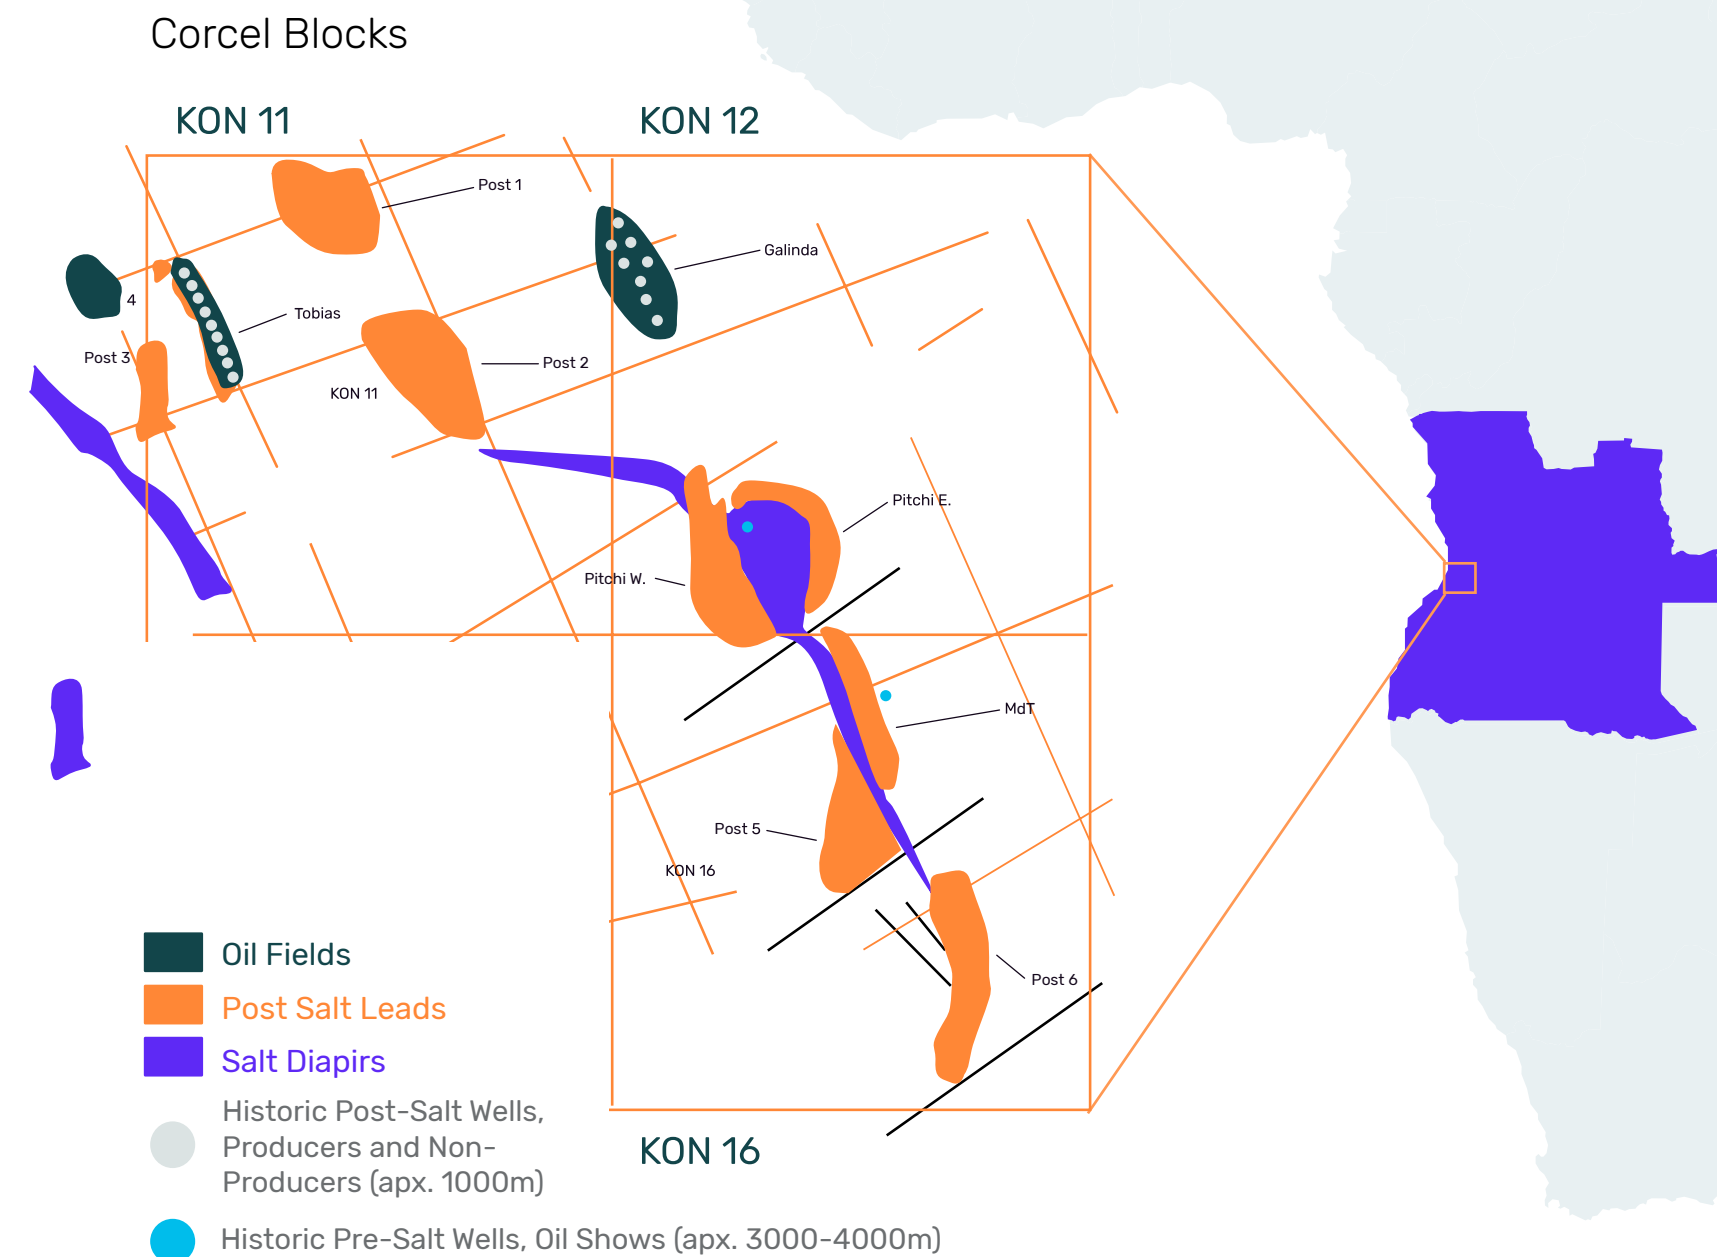 Corcel Blocks
KON 11
KON 12
Post 1
Galinda
4
Tobias
Post 3
Post 2
KON 11
Pitchi E.
Pitchi W.
MdT
Post 5
KON 16
Post 6
Oil Fields
Post Salt Leads
Salt Diapirs
Historic Post-Salt Wells,
Producers and Non-
Producers (apx. 1000m)
KON 16
Historic Pre-Salt Wells, Oil Shows (apx. 3000-4000m)